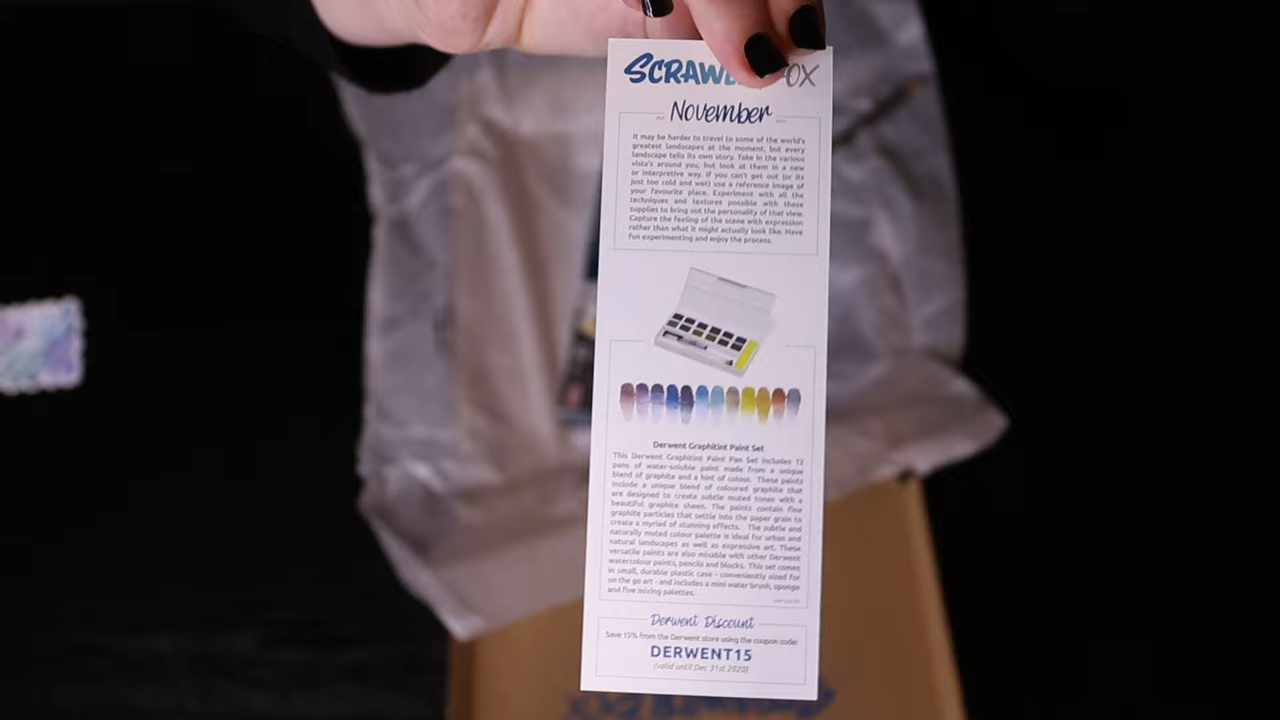 SCRAWL OX
November
It may be harder to travel to some of the world's
greatest landscapes at the moment, but every
landscape tells its own story. Take in the various
vista's around you, but look at them in a new
or interpretive way. If you can't get out (or its
just too cold and wet) use a reference image of
your favourite place. Experiment with all the
techniques and textures possible with these
supplies to bring out the personality of that view.
Capture the feeling of the scene with expression
rather than what it might actually look like. Have
fun experimenting and enjoy the process.
Derwent Graphitint Paint Set
This Derwent Graphitint Paint Pan Set includes 12
pans of water-soluble paint made from a unique
blend of graphite and a hint of colour. These paints
include a unique blend of coloured graphite that
are designed to create subtle muted tones with a
beautiful graphite sheen. The paints contain fine
graphite particles that settle into the paper grain to
create a myriad of stunning effects. The subtle and
naturally muted colour palette is ideal for urban and
natural landscapes as well as expressive art. These
versatile paints are also mixable with other Derwent
watercolour paints, pencils and blocks. This set comes
in small, durable plastic case - conveniently sized for
on the go art - and includes a mini water brush, sponge
and five mixing palettes.
Derwent Discount
Save 15% from the Derwent store using the coupon code:
DERWENT15
(valid until Dec 31st 2020)